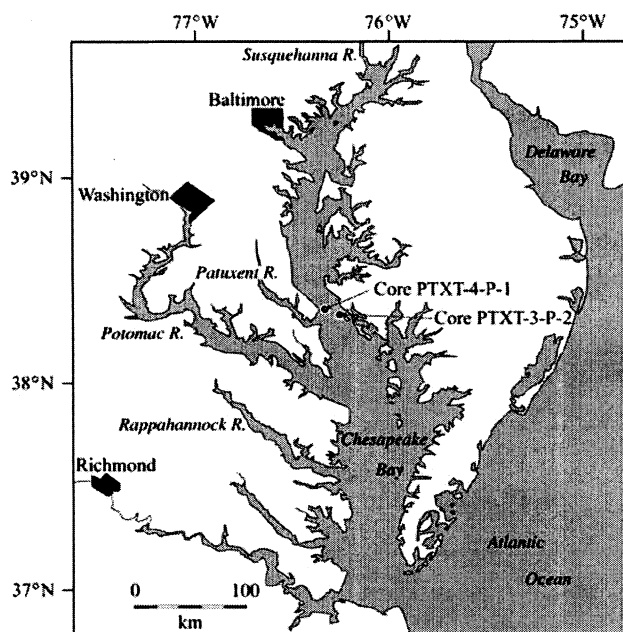 77°W 76°W 75°W
Susquehanna R.
Baltimore
Delaware
Bay
39°N
Washington
Patuxent R.
Core PTXT-4-P-1
Core PTXT-3-P-2
Potomac R.
38°N
Rappahannock R.
Chesapeake
Bay
Richmond
Atlantic
Ocean
37°N
0 100
km